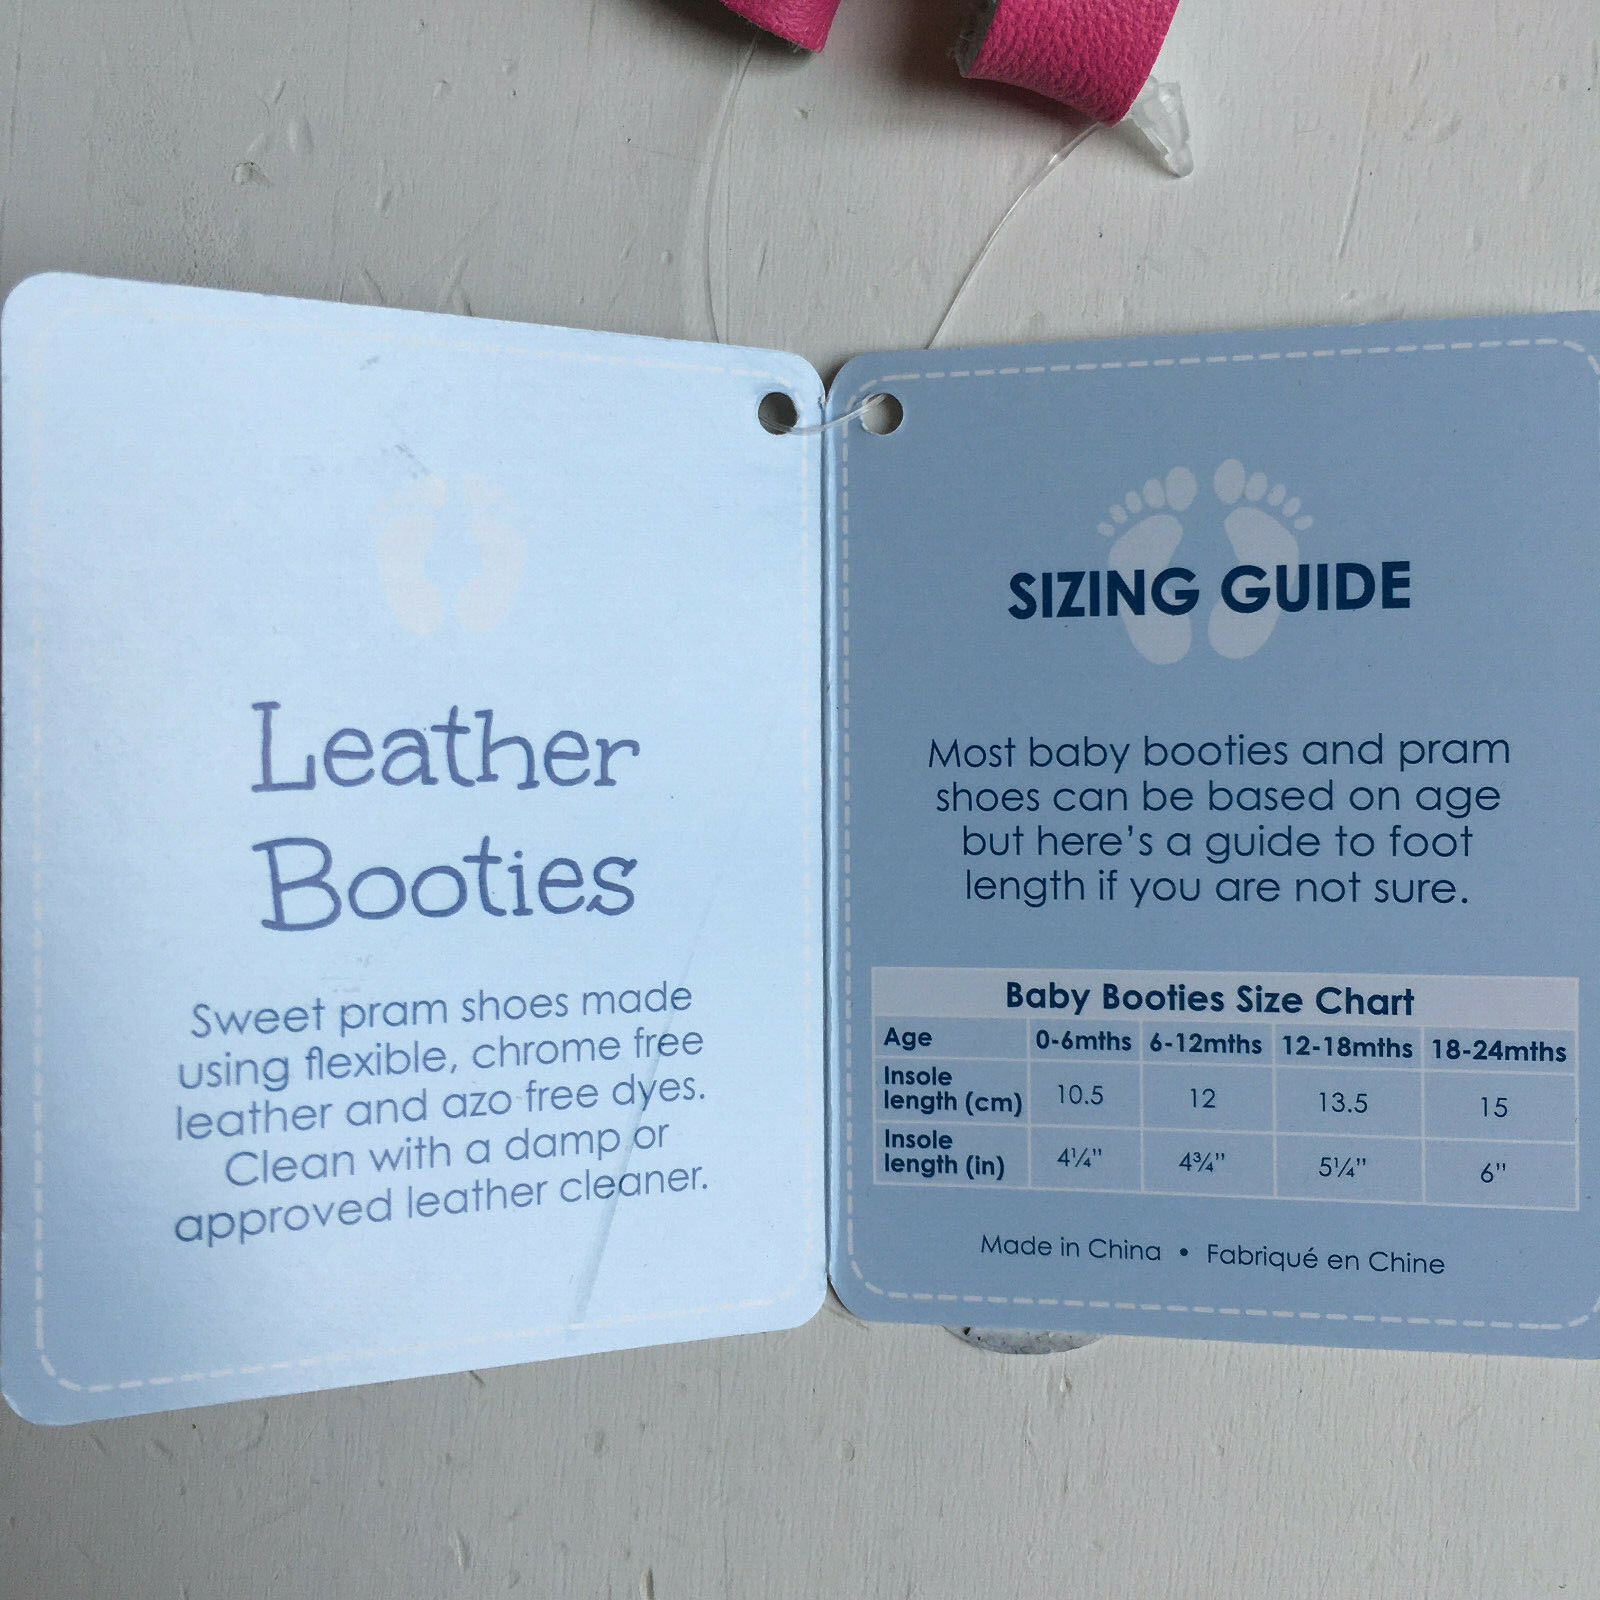 Leather
Booties
Sweet pram shoes made
using flexible, chrome free
leather and azo free dyes.
Clean with a damp or
approved leather cleaner.
SIZING GUIDE
Most baby booties and pram
shoes can be based on age
but here's a guide to foot
length if you are not sure.
Baby Booties Size Chart
Age 0-6mths 6-12mths 12-18mths 18-24mths
Insole
length (cm) 10.5 12 13.5 15
Insole
length (in) 4¼" 4¾" 5¼" 6"
Made in China • Fabriqué en Chine